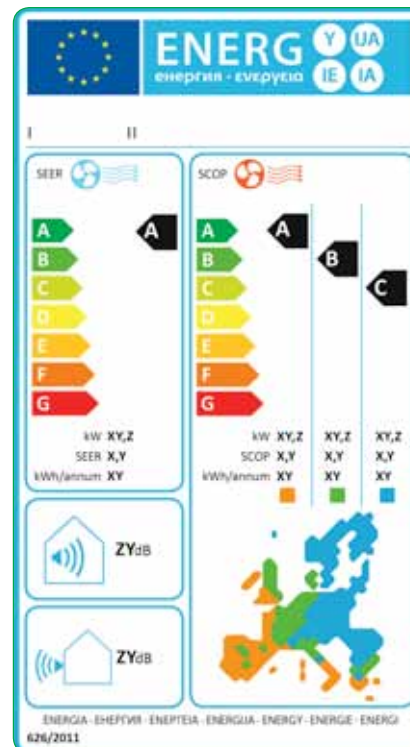 ENERG Y UA
енергия · ενεργεια IE IA
I II
SEER
A A
B
C
D
E
F
G
kW XY,Z
SEER X,Y
kWh/annum XY
SCOP
A A
B B
C C
D
E
F
G
kW XY,Z XY,Z XY,Z
SCOP X,Y X,Y X,Y
kWh/annum XY XY XY
ZYdB
ZYdB
ENERGIA · ЕНЕРГИЯ · ΕΝΕΡΓΕΙΑ · ENERGIJA · ENERGY · ENERGIE · ENERGI
626/2011